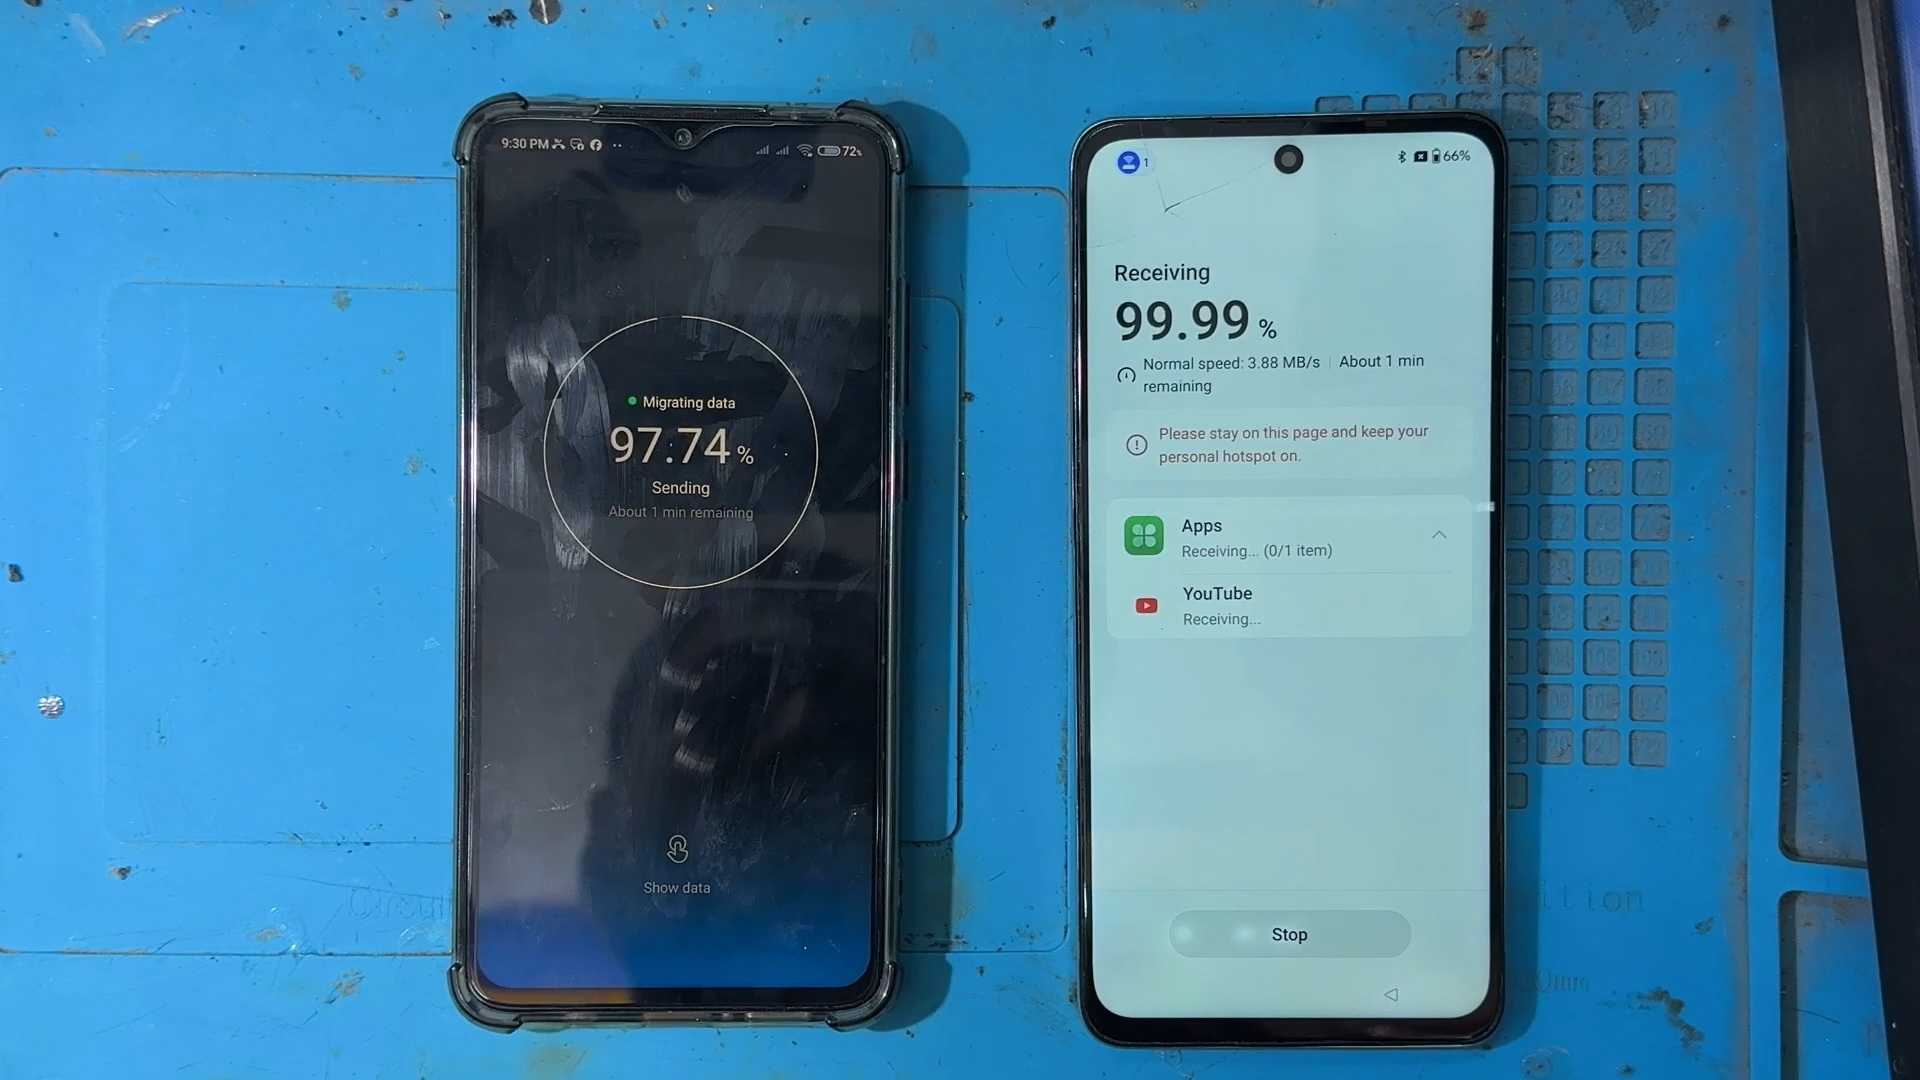 9:30 PM
72%
Migrating data
97.74 %
Sending
About 1 min remaining
Show data
1
66%
Receiving
99.99 %
Normal speed: 3.88 MB/s | About 1 min
remaining
Please stay on this page and keep your
personal hotspot on.
Apps
Receiving... (0/1 item)
YouTube
Receiving...
Stop